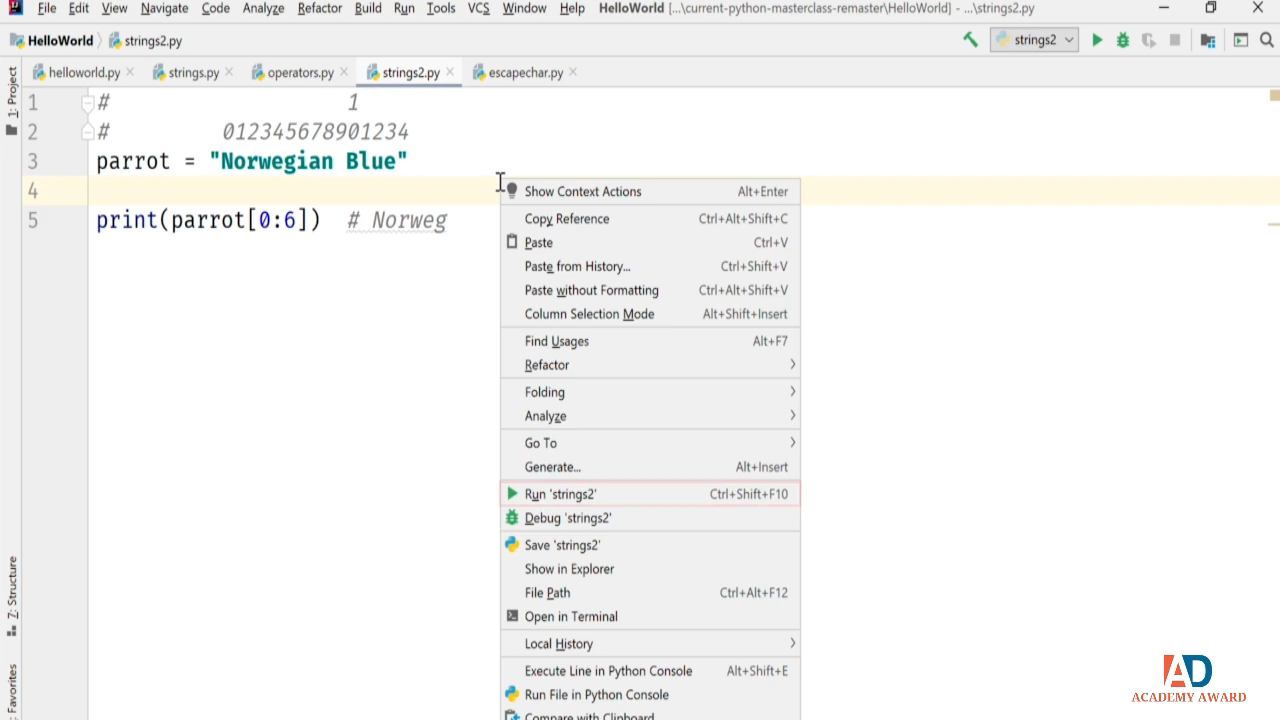 File Edit View Navigate Code Analyze Refactor Build Run Tools VCS Window Help HelloWorld [...\current-python-masterclass-remaster\HelloWorld] - ...\strings2.py
HelloWorld strings2.py strings2
helloworld.py strings.py operators.py strings2.py escapechar.py
1: Project
1 # 1
2 # 012345678901234
3 parrot = "Norwegian Blue"
4
5 print(parrot[0:6]) # Norweg
Show Context Actions Alt+Enter
Copy Reference Ctrl+Alt+Shift+C
Paste Ctrl+V
Paste from History... Ctrl+Shift+V
Paste without Formatting Ctrl+Alt+Shift+V
Column Selection Mode Alt+Shift+Insert
Find Usages Alt+F7
Refactor
Folding
Analyze
Go To
Generate... Alt+Insert
Run 'strings2' Ctrl+Shift+F10
Debug 'strings2'
Save 'strings2'
Show in Explorer
File Path Ctrl+Alt+F12
Open in Terminal
Local History
Execute Line in Python Console Alt+Shift+E
Run File in Python Console
Compare with Clipboard
Z: Structure
Favorites
AD
ACADEMY AWARD